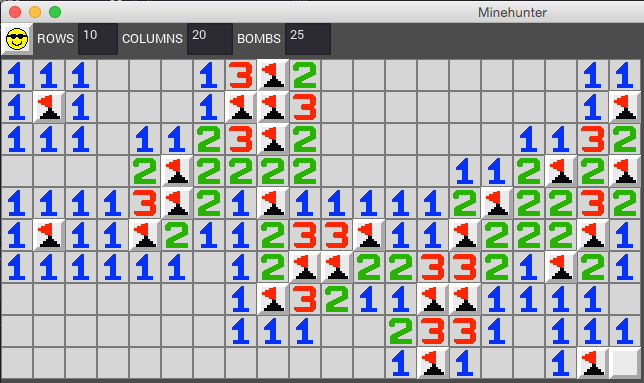 Minehunter
ROWS 10 COLUMNS 20 BOMBS 25
1 1 1 1 3 2 1 1
1 1 1 3 1
1 1 1 1 1 2 3 2 1 1 3 2
2 2 2 2 2 1 1 2 2
1 1 1 1 3 2 1 1 1 1 1 1 2 2 2 3 2
1 1 1 2 1 1 2 3 3 1 1 2 2 2 1
1 1 1 1 1 1 1 2 2 2 3 3 2 1 2 1
1 3 2 1 1 1 1 1 1
1 1 1 2 3 3 1 1 1 1
1 1 1